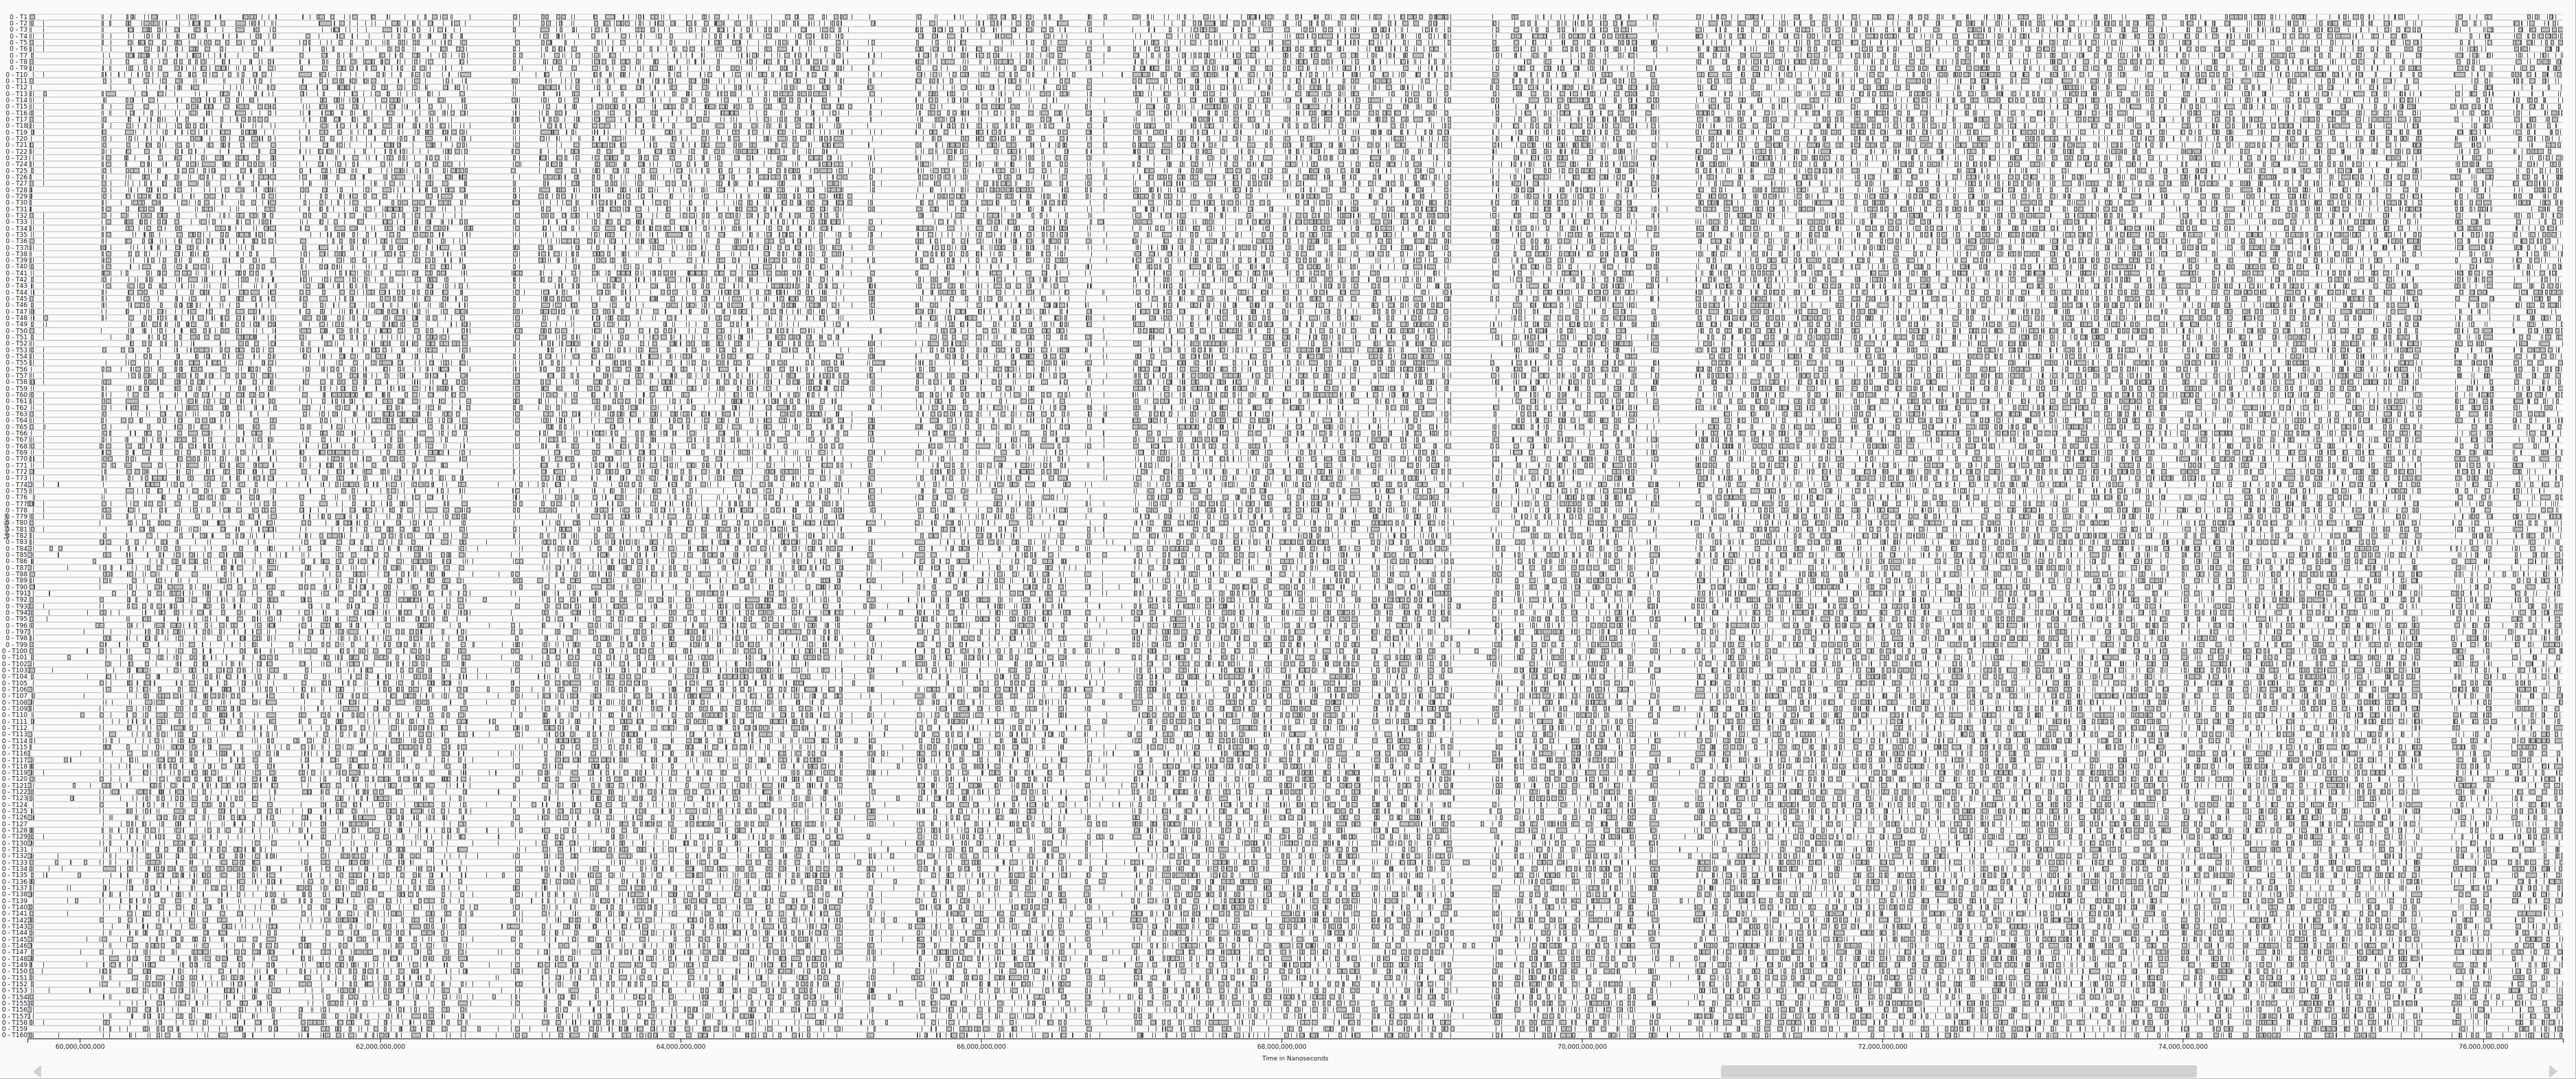 0 - T1
0 - T2
0 - T3
0 - T4
0 - T5
0 - T6
0 - T7
0 - T8
0 - T9
0 - T10
0 - T11
0 - T12
0 - T13
0 - T14
0 - T15
0 - T16
0 - T17
0 - T18
0 - T19
0 - T20
0 - T21
0 - T22
0 - T23
0 - T24
0 - T25
0 - T26
0 - T27
0 - T28
0 - T29
0 - T30
0 - T31
0 - T32
0 - T33
0 - T34
0 - T35
0 - T36
0 - T37
0 - T38
0 - T39
0 - T40
0 - T41
0 - T42
0 - T43
0 - T44
0 - T45
0 - T46
0 - T47
0 - T48
0 - T49
0 - T50
0 - T51
0 - T52
0 - T53
0 - T54
0 - T55
0 - T56
0 - T57
0 - T58
0 - T59
0 - T60
0 - T61
0 - T62
0 - T63
0 - T64
0 - T65
0 - T66
0 - T67
0 - T68
0 - T69
0 - T70
0 - T71
0 - T72
0 - T73
0 - T74
0 - T75
0 - T76
0 - T77
0 - T78
0 - T79
0 - T80
0 - T81
0 - T82
0 - T83
0 - T84
0 - T85
0 - T86
0 - T87
0 - T88
0 - T89
0 - T90
0 - T91
0 - T92
0 - T93
0 - T94
0 - T95
0 - T96
0 - T97
0 - T98
0 - T99
0 - T100
0 - T101
0 - T102
0 - T103
0 - T104
0 - T105
0 - T106
0 - T107
0 - T108
0 - T109
0 - T110
0 - T111
0 - T112
0 - T113
0 - T114
0 - T115
0 - T116
0 - T117
0 - T118
0 - T119
0 - T120
0 - T121
0 - T122
0 - T123
0 - T124
0 - T125
0 - T126
0 - T127
0 - T128
0 - T129
0 - T130
0 - T131
0 - T132
0 - T133
0 - T134
0 - T135
0 - T136
0 - T137
0 - T138
0 - T139
0 - T140
0 - T141
0 - T142
0 - T143
0 - T144
0 - T145
0 - T146
0 - T147
0 - T148
0 - T149
0 - T150
0 - T151
0 - T152
0 - T153
0 - T154
0 - T155
0 - T156
0 - T157
0 - T158
0 - T159
0 - T160
60,000,000,000 62,000,000,000 64,000,000,000 66,000,000,000 68,000,000,000 70,000,000,000 72,000,000,000 74,000,000,000 76,000,000,000
Time in Nanoseconds